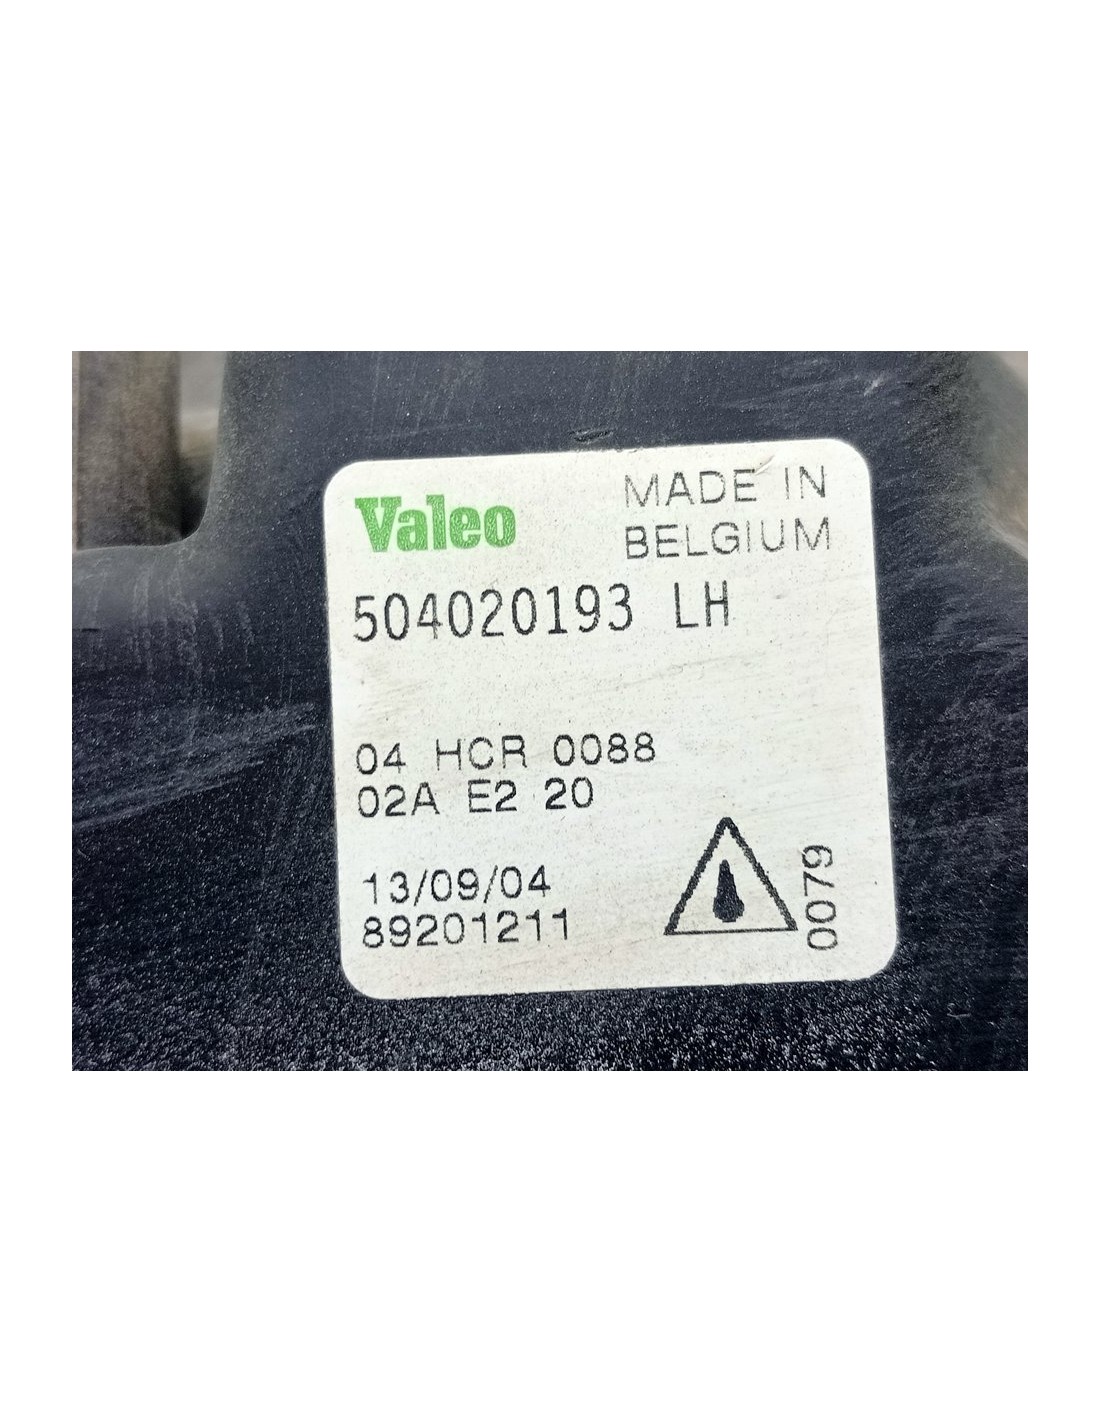 Valeo
MADE IN
BELGIUM
504020193 LH
04 HCR 0088
02A E2 20
13/09/04
89201211
0079